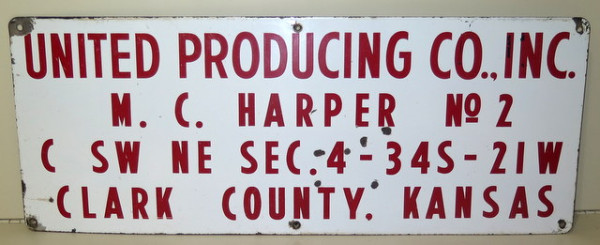 UNITED PRODUCING CO., INC.
M. C. HARPER Nº 2
C SW NE SEC. 4-34S-21W
CLARK COUNTY. KANSAS